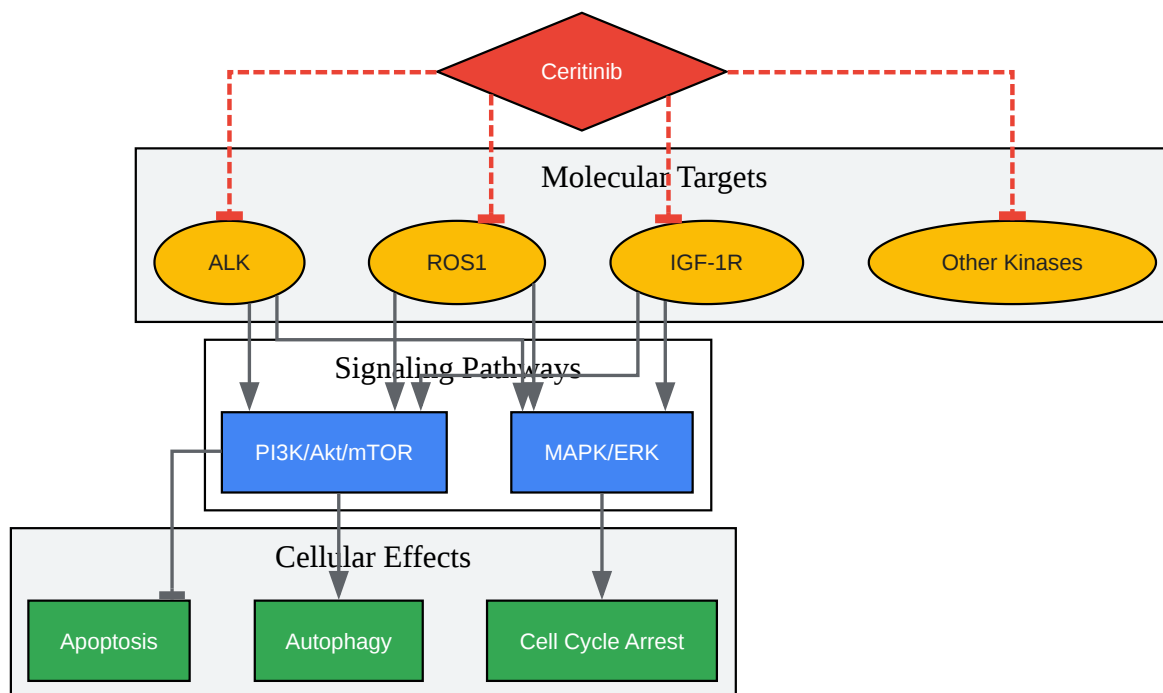 Ceritinib
Molecular Targets
ALK
ROS1
IGF-1R
Other Kinases
Signaling Pathways
PI3K/Akt/mTOR
MAPK/ERK
Cellular Effects
Apoptosis
Autophagy
Cell Cycle Arrest